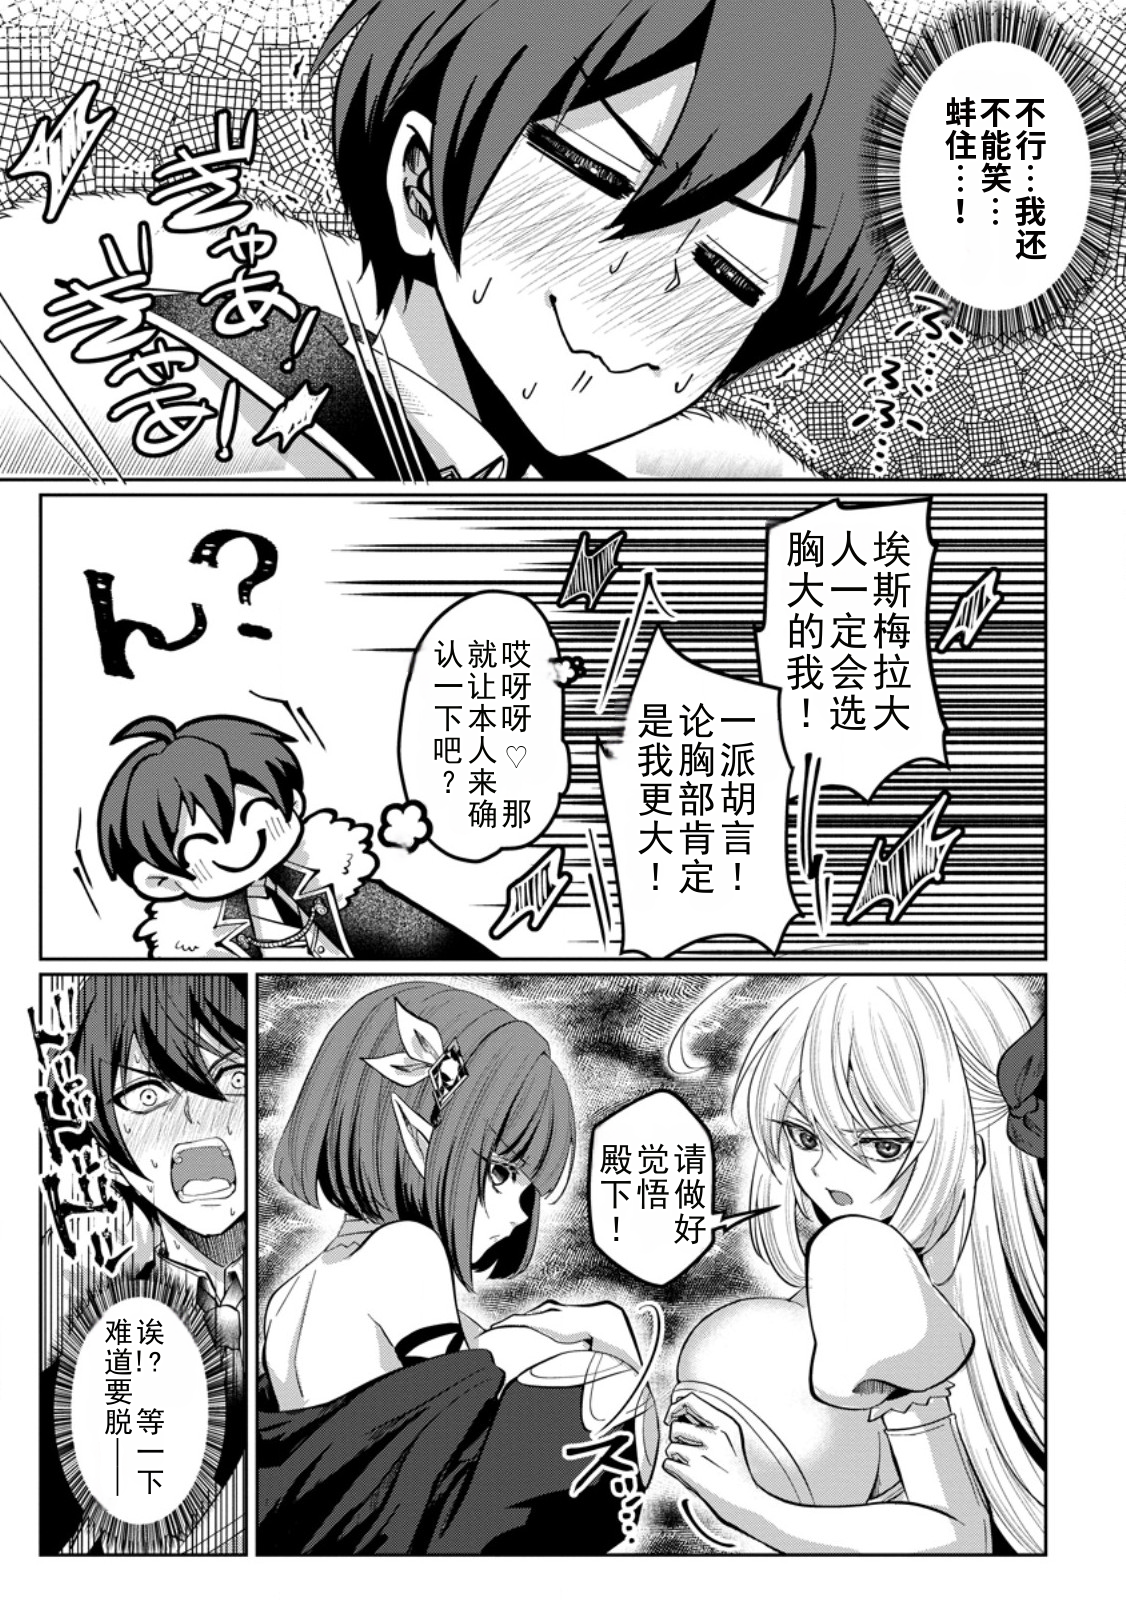 不行…我还
不能笑…
蚌住…！
ふ…
ふ…
ぎゃあ！
ぎゃあ！
埃斯梅拉大
人一定会选
胸大的我！
一派胡言！
论胸部肯定
是我更大！
哎呀呀♡那
就让本人来确
认一下吧？
ん？
请做好
觉悟
殿下！
スッ…
诶!? 等一下
难道要脱——